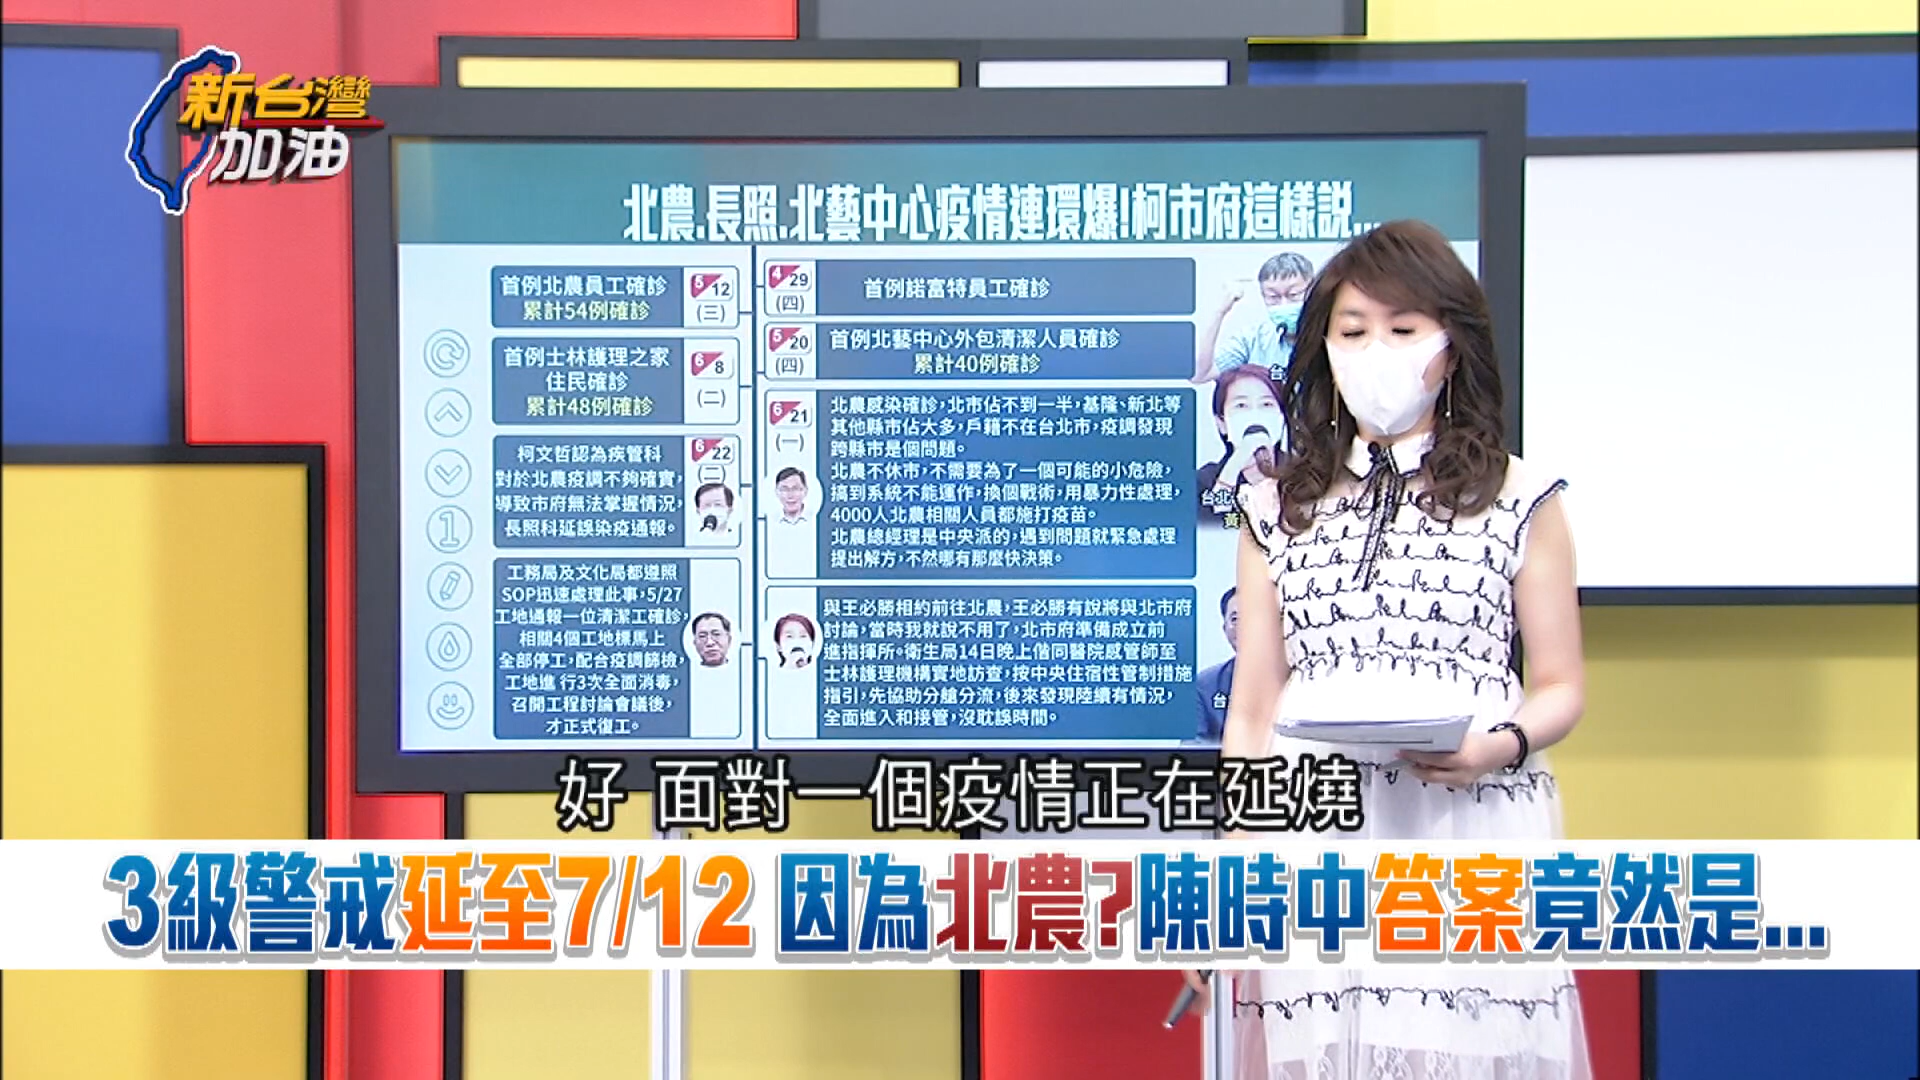 新台灣
加油
北農.長照.北藝中心疫情連環爆!柯市府這樣說...
首例北農員工確診
累計54例確診
5/12
(三)
首例士林護理之家
住民確診
累計48例確診
6/8
(二)
柯文哲認為疾管科
對於北農疫調不夠確實,
導致市府無法掌握情況,
長照科延誤染疫通報。
6/22
(二)
工務局及文化局都遵照
SOP迅速處理此事,5/27
工地通報一位清潔工確診,
相關4個工地標馬上
全部停工,配合疫調篩檢,
工地進 行3次全面消毒,
召開工程討論會議後,
才正式復工。
4/29
(四)
首例諾富特員工確診
5/20
(四)
首例北藝中心外包清潔人員確診
累計40例確診
6/21
(一)
北農感染確診,北市佔不到一半,基隆、新北等
其他縣市佔大多,戶籍不在台北市,疫調發現
跨縣市是個問題。
北農不休市,不需要為了一個可能的小危險,
搞到系統不能運作,換個戰術,用暴力性處理,
4000人北農相關人員都施打疫苗。
北農總經理是中央派的,遇到問題就緊急處理
提出解方,不然哪有那麼快決策。
與王必勝相約前往北農,王必勝有說將與北市府
討論,當時我就說不用了,北市府準備成立前
進指揮所。衛生局14日晚上偕同醫院感管師至
士林護理機構實地訪查,按中央住宿性管制措施
指引,先協助分艙分流,後來發現陸續有情況,
全面進入和接管,沒耽誤時間。
台
台北
黃
台
好 面對一個疫情正在延燒
3級警戒延至7/12 因為北農?陳時中答案竟然是...